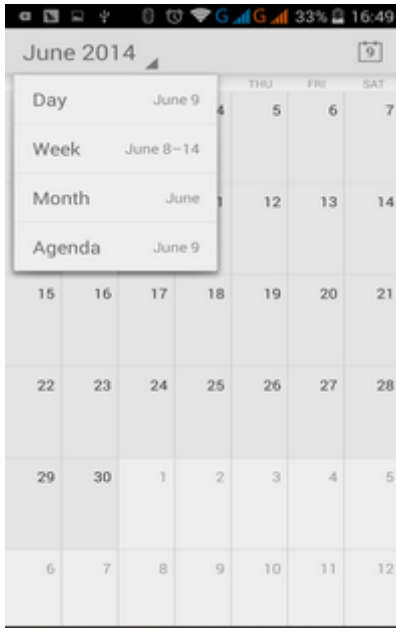 G G 33% 16:49
June 2014 9
THU FRI SAT
Day June 9 4 5 6 7
Week June 8–14
Month June 1 12 13 14
Agenda June 9
15 16 17 18 19 20 21
22 23 24 25 26 27 28
29 30 1 2 3 4 5
6 7 8 9 10 11 12